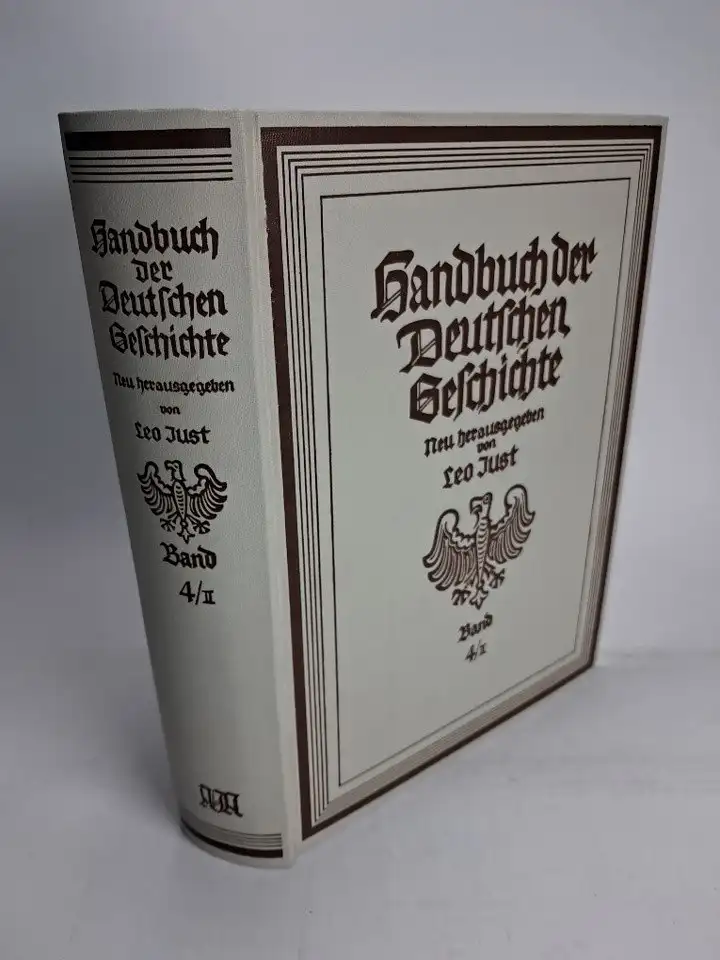 Handbuch
der
Deutschen
Geschichte
Neu herausgegeben
von
Leo Just
Band
4/II
Handbuch der
Deutschen
Geschichte
Neu herausgegeben
von
Leo Just
Band
4/II